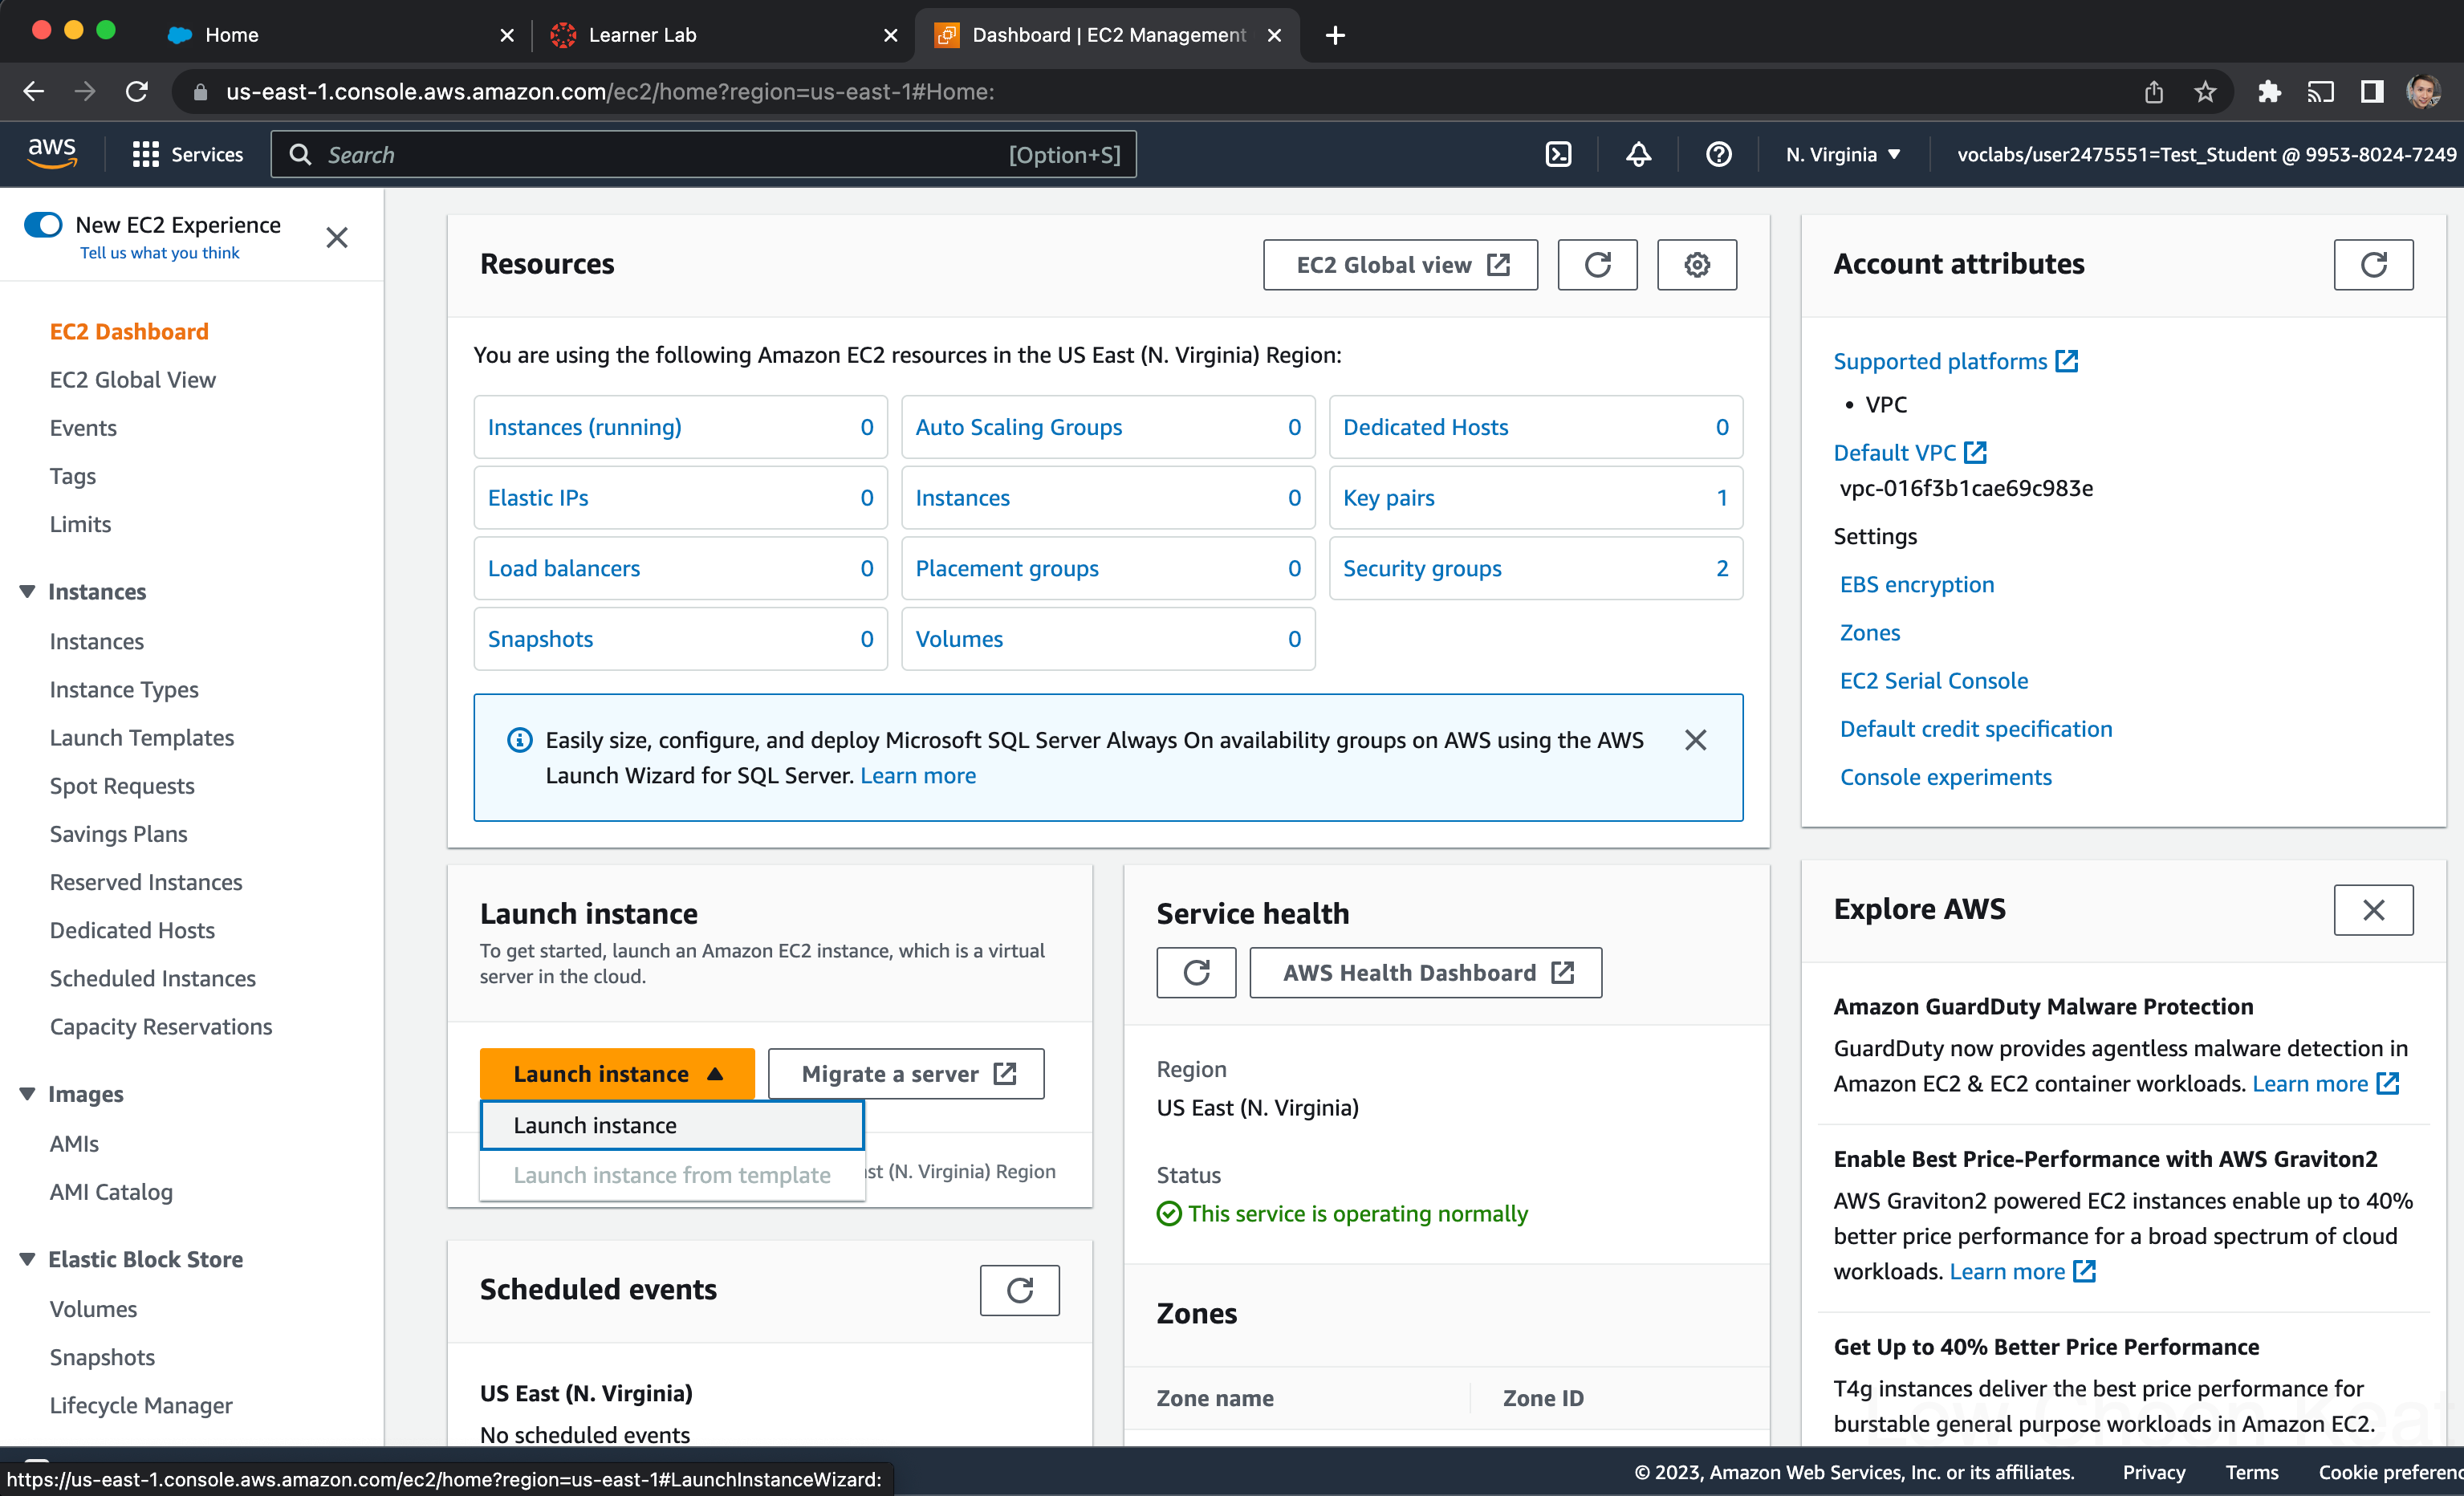 Home
Learner Lab
Dashboard | EC2 Management
us-east-1.console.aws.amazon.com/ec2/home?region=us-east-1#Home:
aws
Services
Search
[Option+S]
N. Virginia
voclabs/user2475551=Test_Student @ 9953-8024-7249
New EC2 Experience
Tell us what you think
EC2 Dashboard
EC2 Global View
Events
Tags
Limits
Instances
Instances
Instance Types
Launch Templates
Spot Requests
Savings Plans
Reserved Instances
Dedicated Hosts
Scheduled Instances
Capacity Reservations
Images
AMIs
AMI Catalog
Elastic Block Store
Volumes
Snapshots
Lifecycle Manager
Resources
EC2 Global view
You are using the following Amazon EC2 resources in the US East (N. Virginia) Region:
Instances (running) 0
Auto Scaling Groups 0
Dedicated Hosts 0
Elastic IPs 0
Instances 0
Key pairs 1
Load balancers 0
Placement groups 0
Security groups 2
Snapshots 0
Volumes 0
Easily size, configure, and deploy Microsoft SQL Server Always On availability groups on AWS using the AWS
Launch Wizard for SQL Server. Learn more
Launch instance
To get started, launch an Amazon EC2 instance, which is a virtual
server in the cloud.
Launch instance
Migrate a server
Launch instance
Launch instance from template
st (N. Virginia) Region
Scheduled events
US East (N. Virginia)
No scheduled events
Service health
AWS Health Dashboard
Region
US East (N. Virginia)
Status
This service is operating normally
Zones
Zone name
Zone ID
Account attributes
Supported platforms
• VPC
Default VPC
vpc-016f3b1cae69c983e
Settings
EBS encryption
Zones
EC2 Serial Console
Default credit specification
Console experiments
Explore AWS
Amazon GuardDuty Malware Protection
GuardDuty now provides agentless malware detection in
Amazon EC2 & EC2 container workloads. Learn more
Enable Best Price-Performance with AWS Graviton2
AWS Graviton2 powered EC2 instances enable up to 40%
better price performance for a broad spectrum of cloud
workloads. Learn more
Get Up to 40% Better Price Performance
T4g instances deliver the best price performance for
burstable general purpose workloads in Amazon EC2.
https://us-east-1.console.aws.amazon.com/ec2/home?region=us-east-1#LaunchInstanceWizard:
© 2023, Amazon Web Services, Inc. or its affiliates.
Privacy
Terms
Cookie preferenc